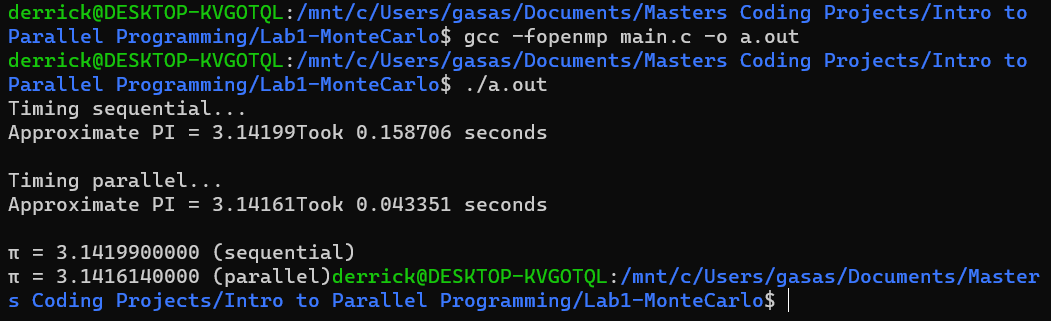 derrick@DESKTOP-KVGOTQL:/mnt/c/Users/gasas/Documents/Masters Coding Projects/Intro to
Parallel Programming/Lab1-MonteCarlo$ gcc -fopenmp main.c -o a.out
derrick@DESKTOP-KVGOTQL:/mnt/c/Users/gasas/Documents/Masters Coding Projects/Intro to
Parallel Programming/Lab1-MonteCarlo$ ./a.out
Timing sequential...
Approximate PI = 3.14199Took 0.158706 seconds

Timing parallel...
Approximate PI = 3.14161Took 0.043351 seconds

π = 3.1419900000 (sequential)
π = 3.1416140000 (parallel)derrick@DESKTOP-KVGOTQL:/mnt/c/Users/gasas/Documents/Master
s Coding Projects/Intro to Parallel Programming/Lab1-MonteCarlo$